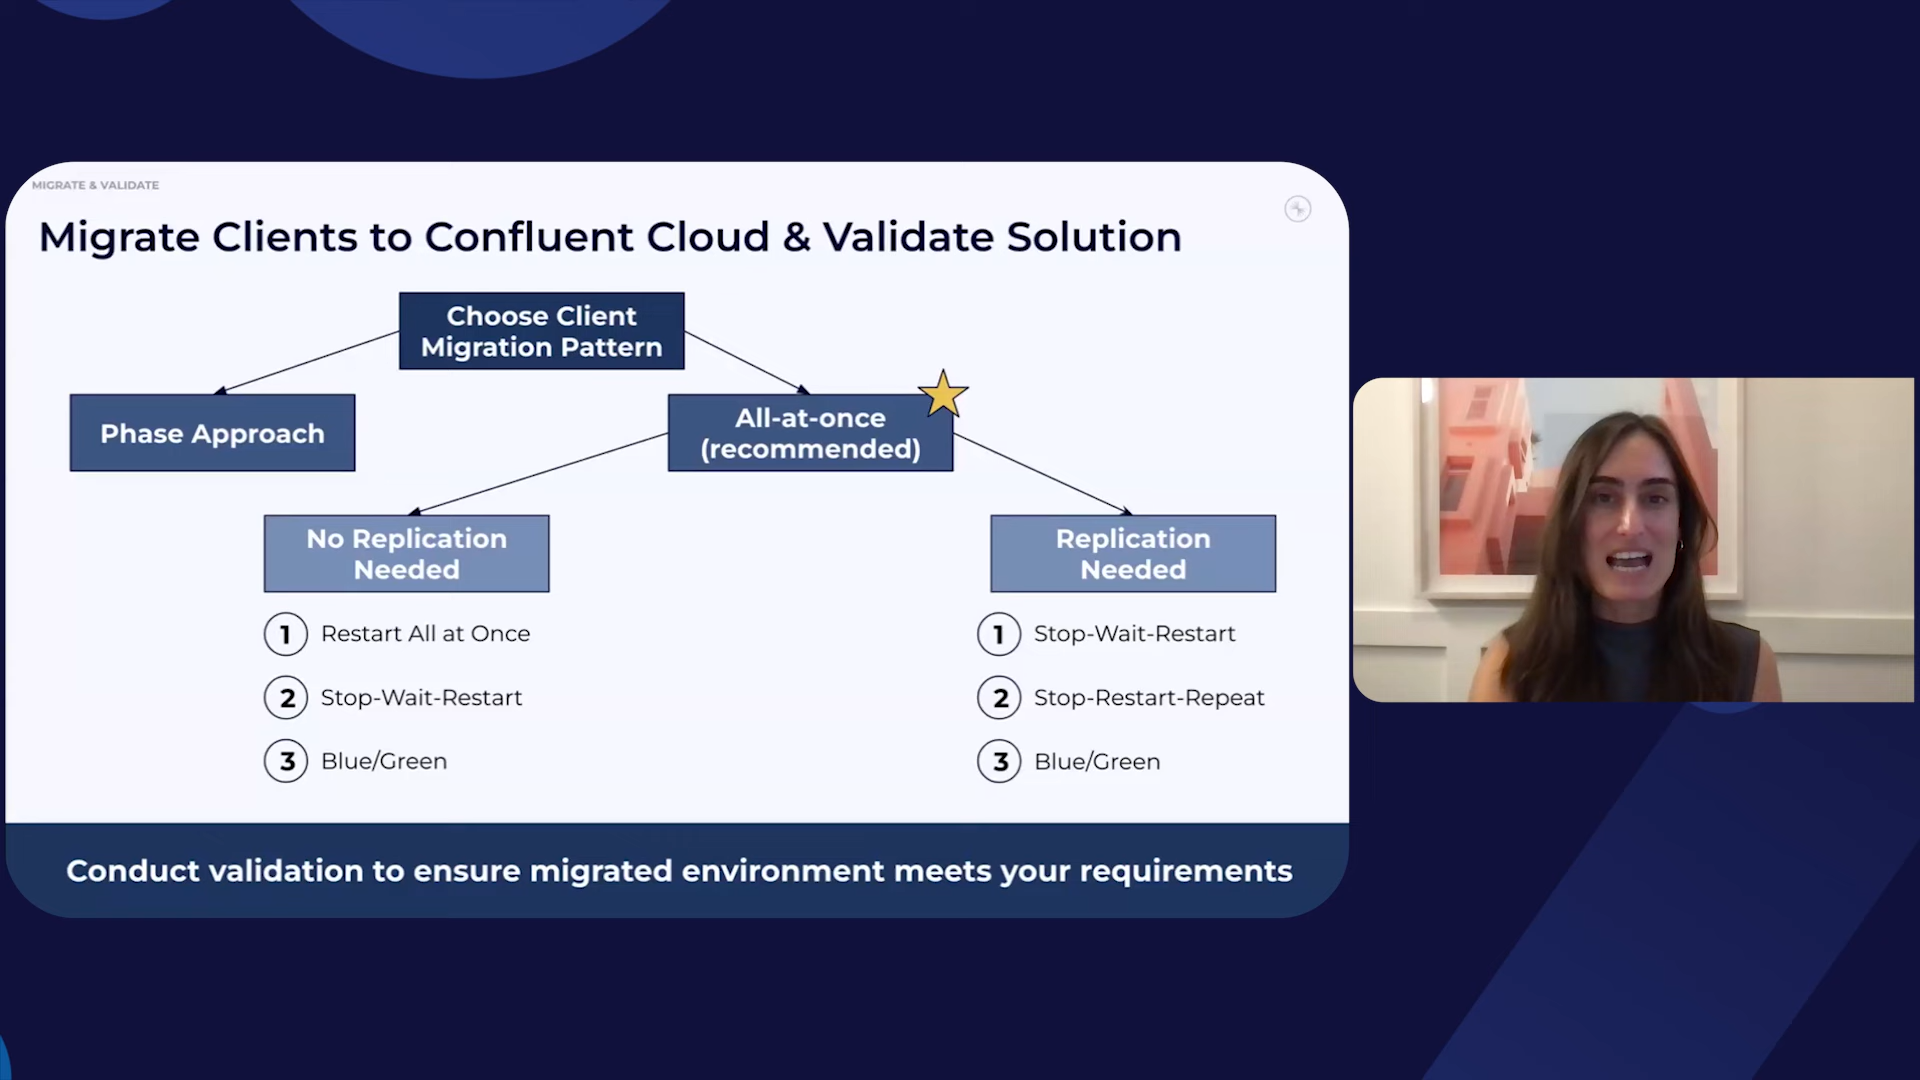 MIGRATE & VALIDATE
Migrate Clients to Confluent Cloud & Validate Solution
Choose Client
Migration Pattern
Phase Approach
All-at-once
(recommended)
No Replication
Needed
Replication
Needed
1 Restart All at Once
2 Stop-Wait-Restart
3 Blue/Green
1 Stop-Wait-Restart
2 Stop-Restart-Repeat
3 Blue/Green
Conduct validation to ensure migrated environment meets your requirements